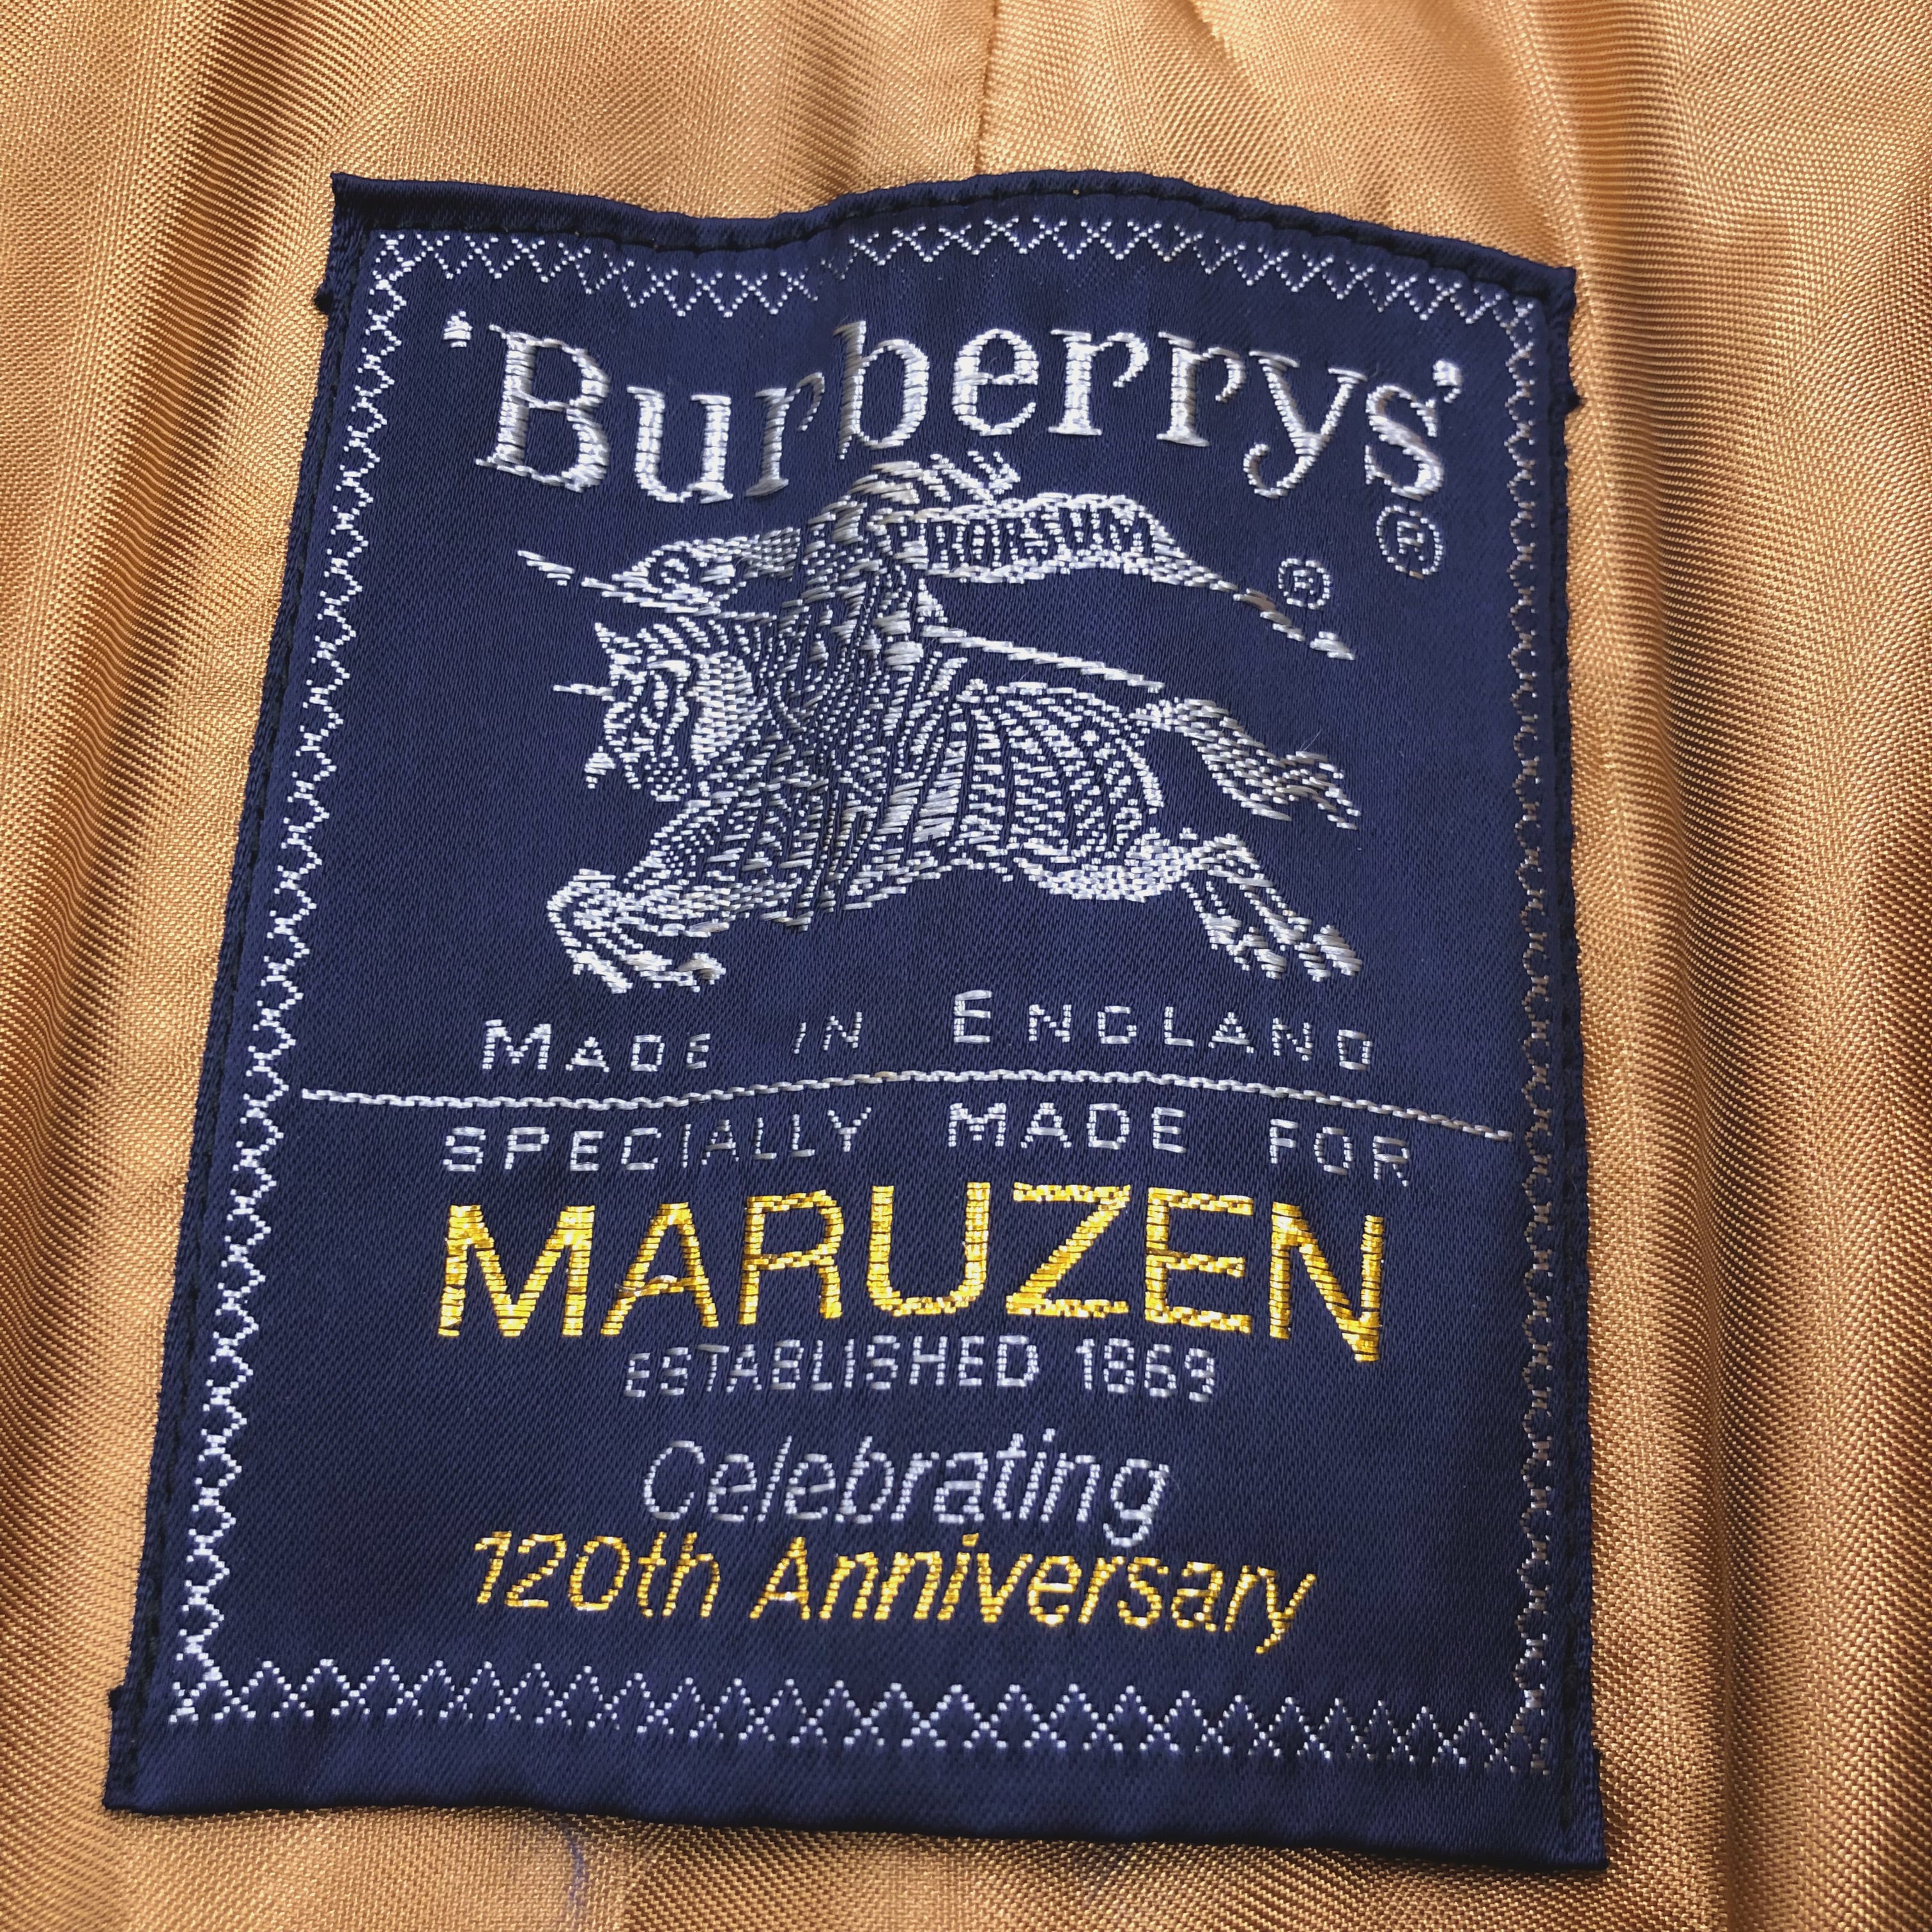 'Burberrys'
®
PRORSUM ®
MADE IN ENGLAND
SPECIALLY MADE FOR
MARUZEN
ESTABLISHED 1869
Celebrating
120th Anniversary